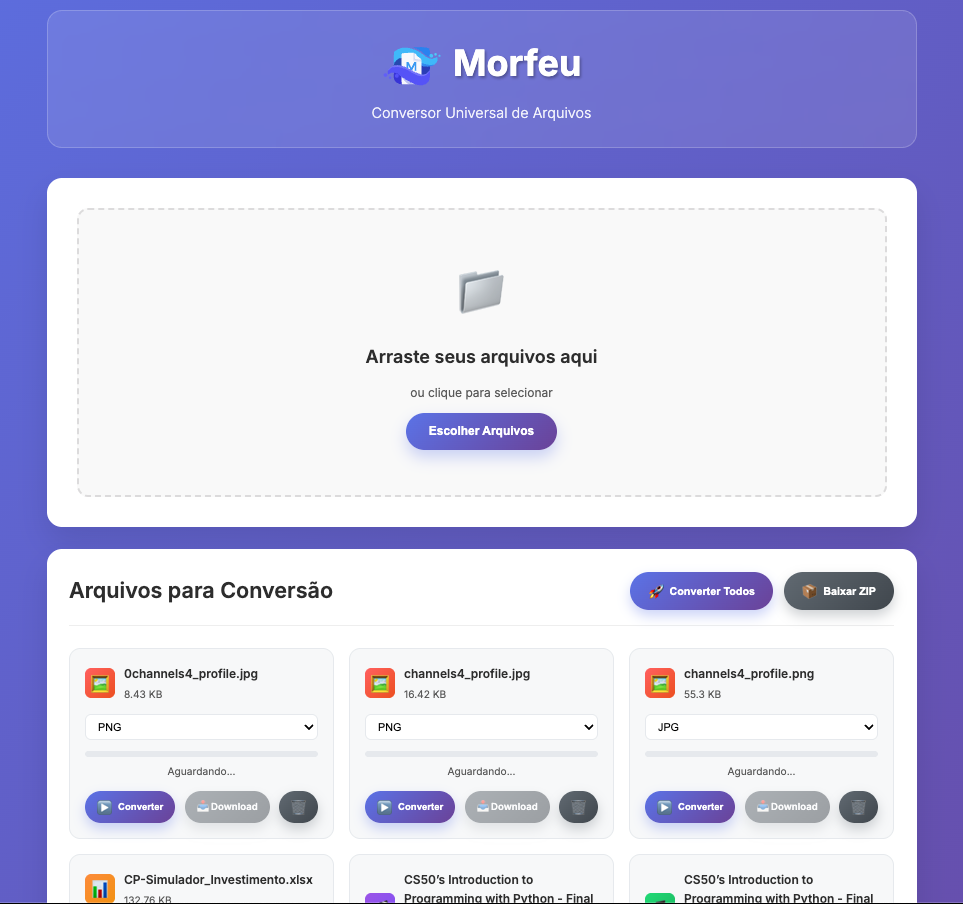 Morfeu
Conversor Universal de Arquivos
Arraste seus arquivos aqui
ou clique para selecionar
Escolher Arquivos
Arquivos para Conversão
Converter Todos
Baixar ZIP
0channels4_profile.jpg
8.43 KB
PNG
Aguardando...
Converter
Download
channels4_profile.jpg
16.42 KB
PNG
Aguardando...
Converter
Download
channels4_profile.png
55.3 KB
JPG
Aguardando...
Converter
Download
CP-Simulador_Investimento.xlsx
132.76 KB
CS50’s Introduction to
Programming with Python - Final
CS50’s Introduction to
Programming with Python - Final